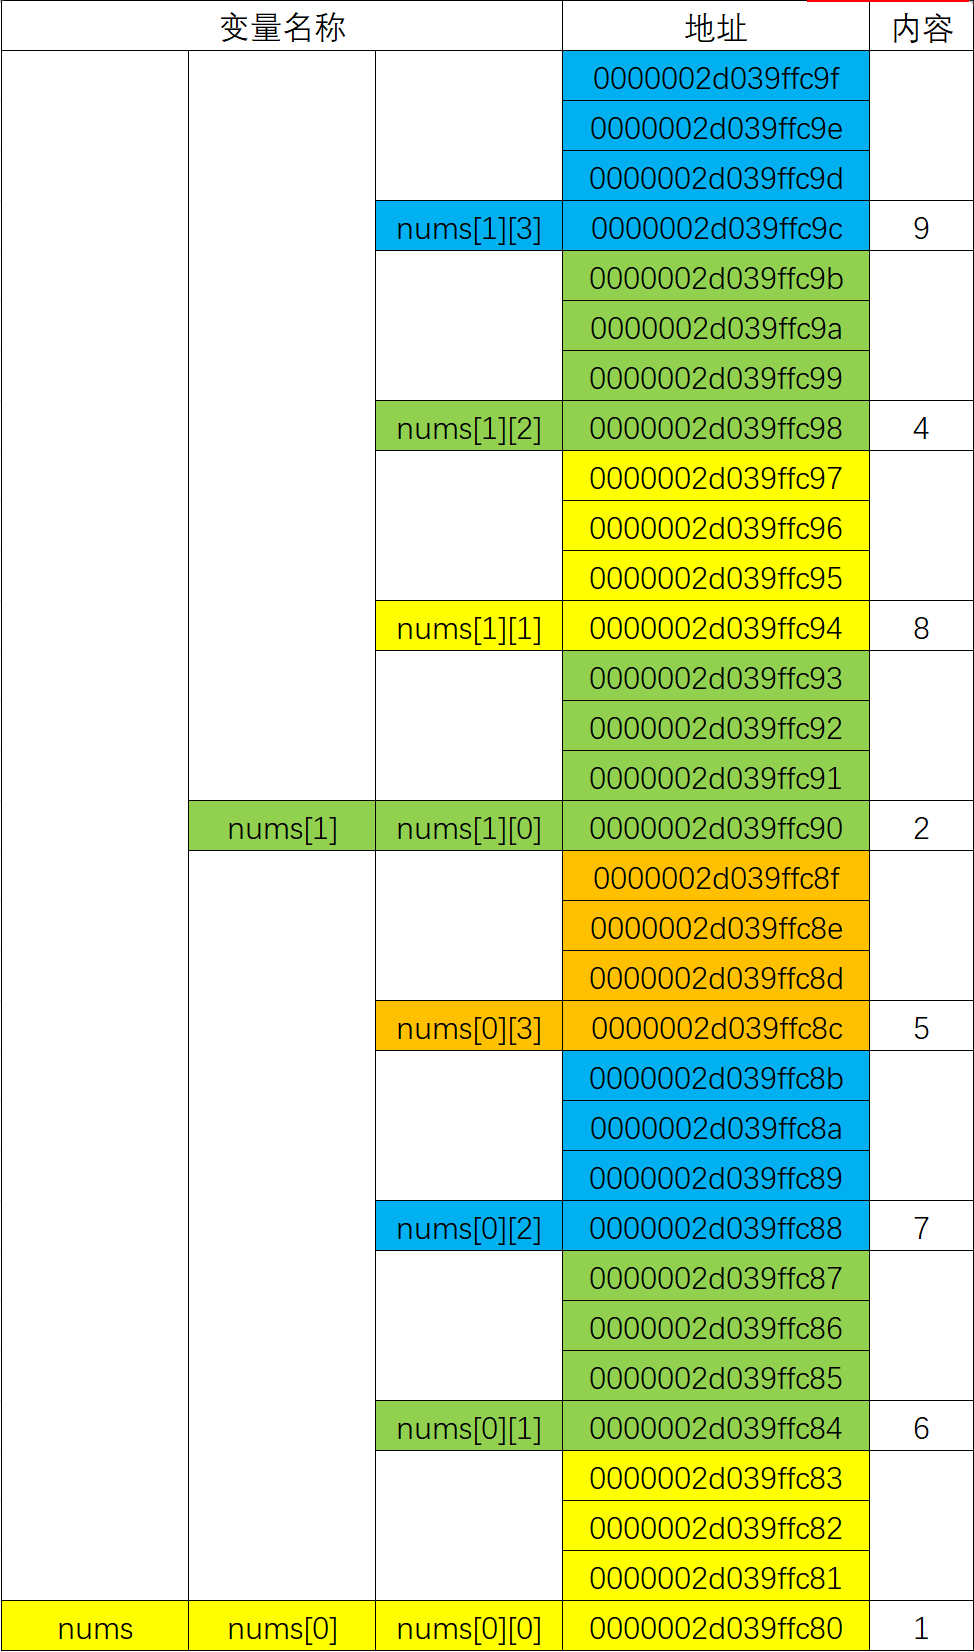 变量名称 地址 内容
0000002d039ffc9f
0000002d039ffc9e
0000002d039ffc9d
nums[1][3] 0000002d039ffc9c 9
0000002d039ffc9b
0000002d039ffc9a
0000002d039ffc99
nums[1][2] 0000002d039ffc98 4
0000002d039ffc97
0000002d039ffc96
0000002d039ffc95
nums[1][1] 0000002d039ffc94 8
0000002d039ffc93
0000002d039ffc92
0000002d039ffc91
nums[1] nums[1][0] 0000002d039ffc90 2
0000002d039ffc8f
0000002d039ffc8e
0000002d039ffc8d
nums[0][3] 0000002d039ffc8c 5
0000002d039ffc8b
0000002d039ffc8a
0000002d039ffc89
nums[0][2] 0000002d039ffc88 7
0000002d039ffc87
0000002d039ffc86
0000002d039ffc85
nums[0][1] 0000002d039ffc84 6
0000002d039ffc83
0000002d039ffc82
0000002d039ffc81
nums nums[0] nums[0][0] 0000002d039ffc80 1